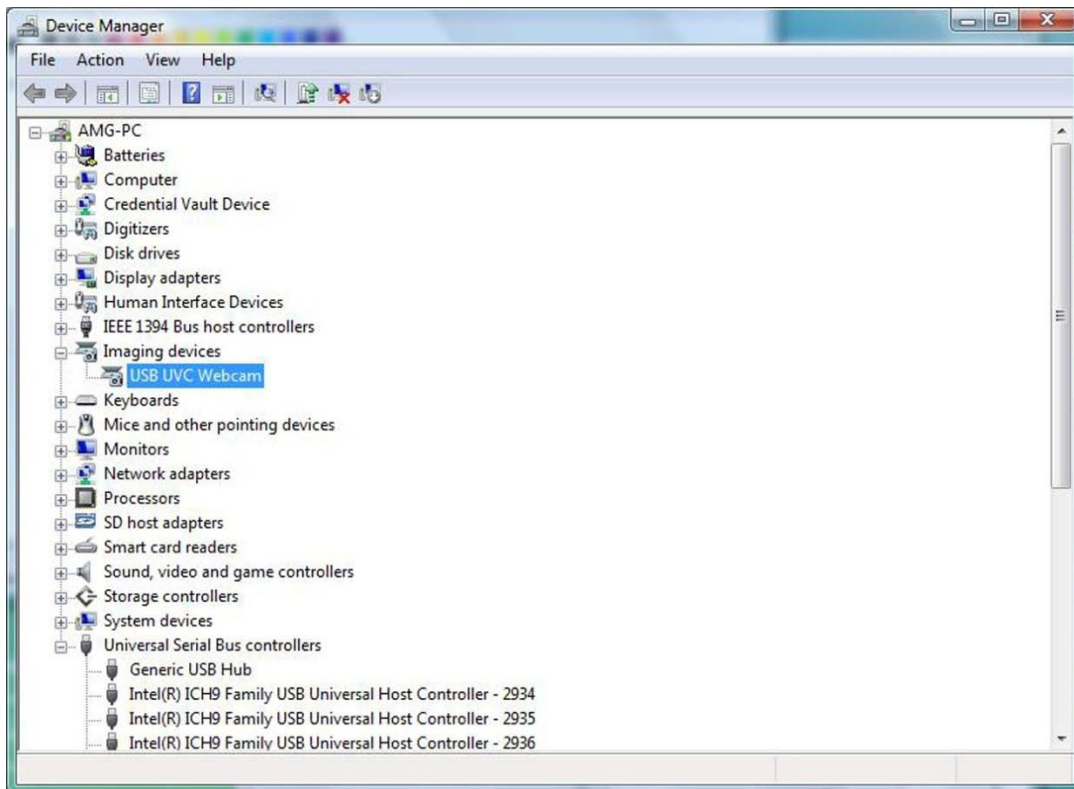 Device Manager
File Action View Help
AMG-PC
Batteries
Computer
Credential Vault Device
Digitizers
Disk drives
Display adapters
Human Interface Devices
IEEE 1394 Bus host controllers
Imaging devices
USB UVC Webcam
Keyboards
Mice and other pointing devices
Monitors
Network adapters
Processors
SD host adapters
Smart card readers
Sound, video and game controllers
Storage controllers
System devices
Universal Serial Bus controllers
Generic USB Hub
Intel(R) ICH9 Family USB Universal Host Controller - 2934
Intel(R) ICH9 Family USB Universal Host Controller - 2935
Intel(R) ICH9 Family USB Universal Host Controller - 2936